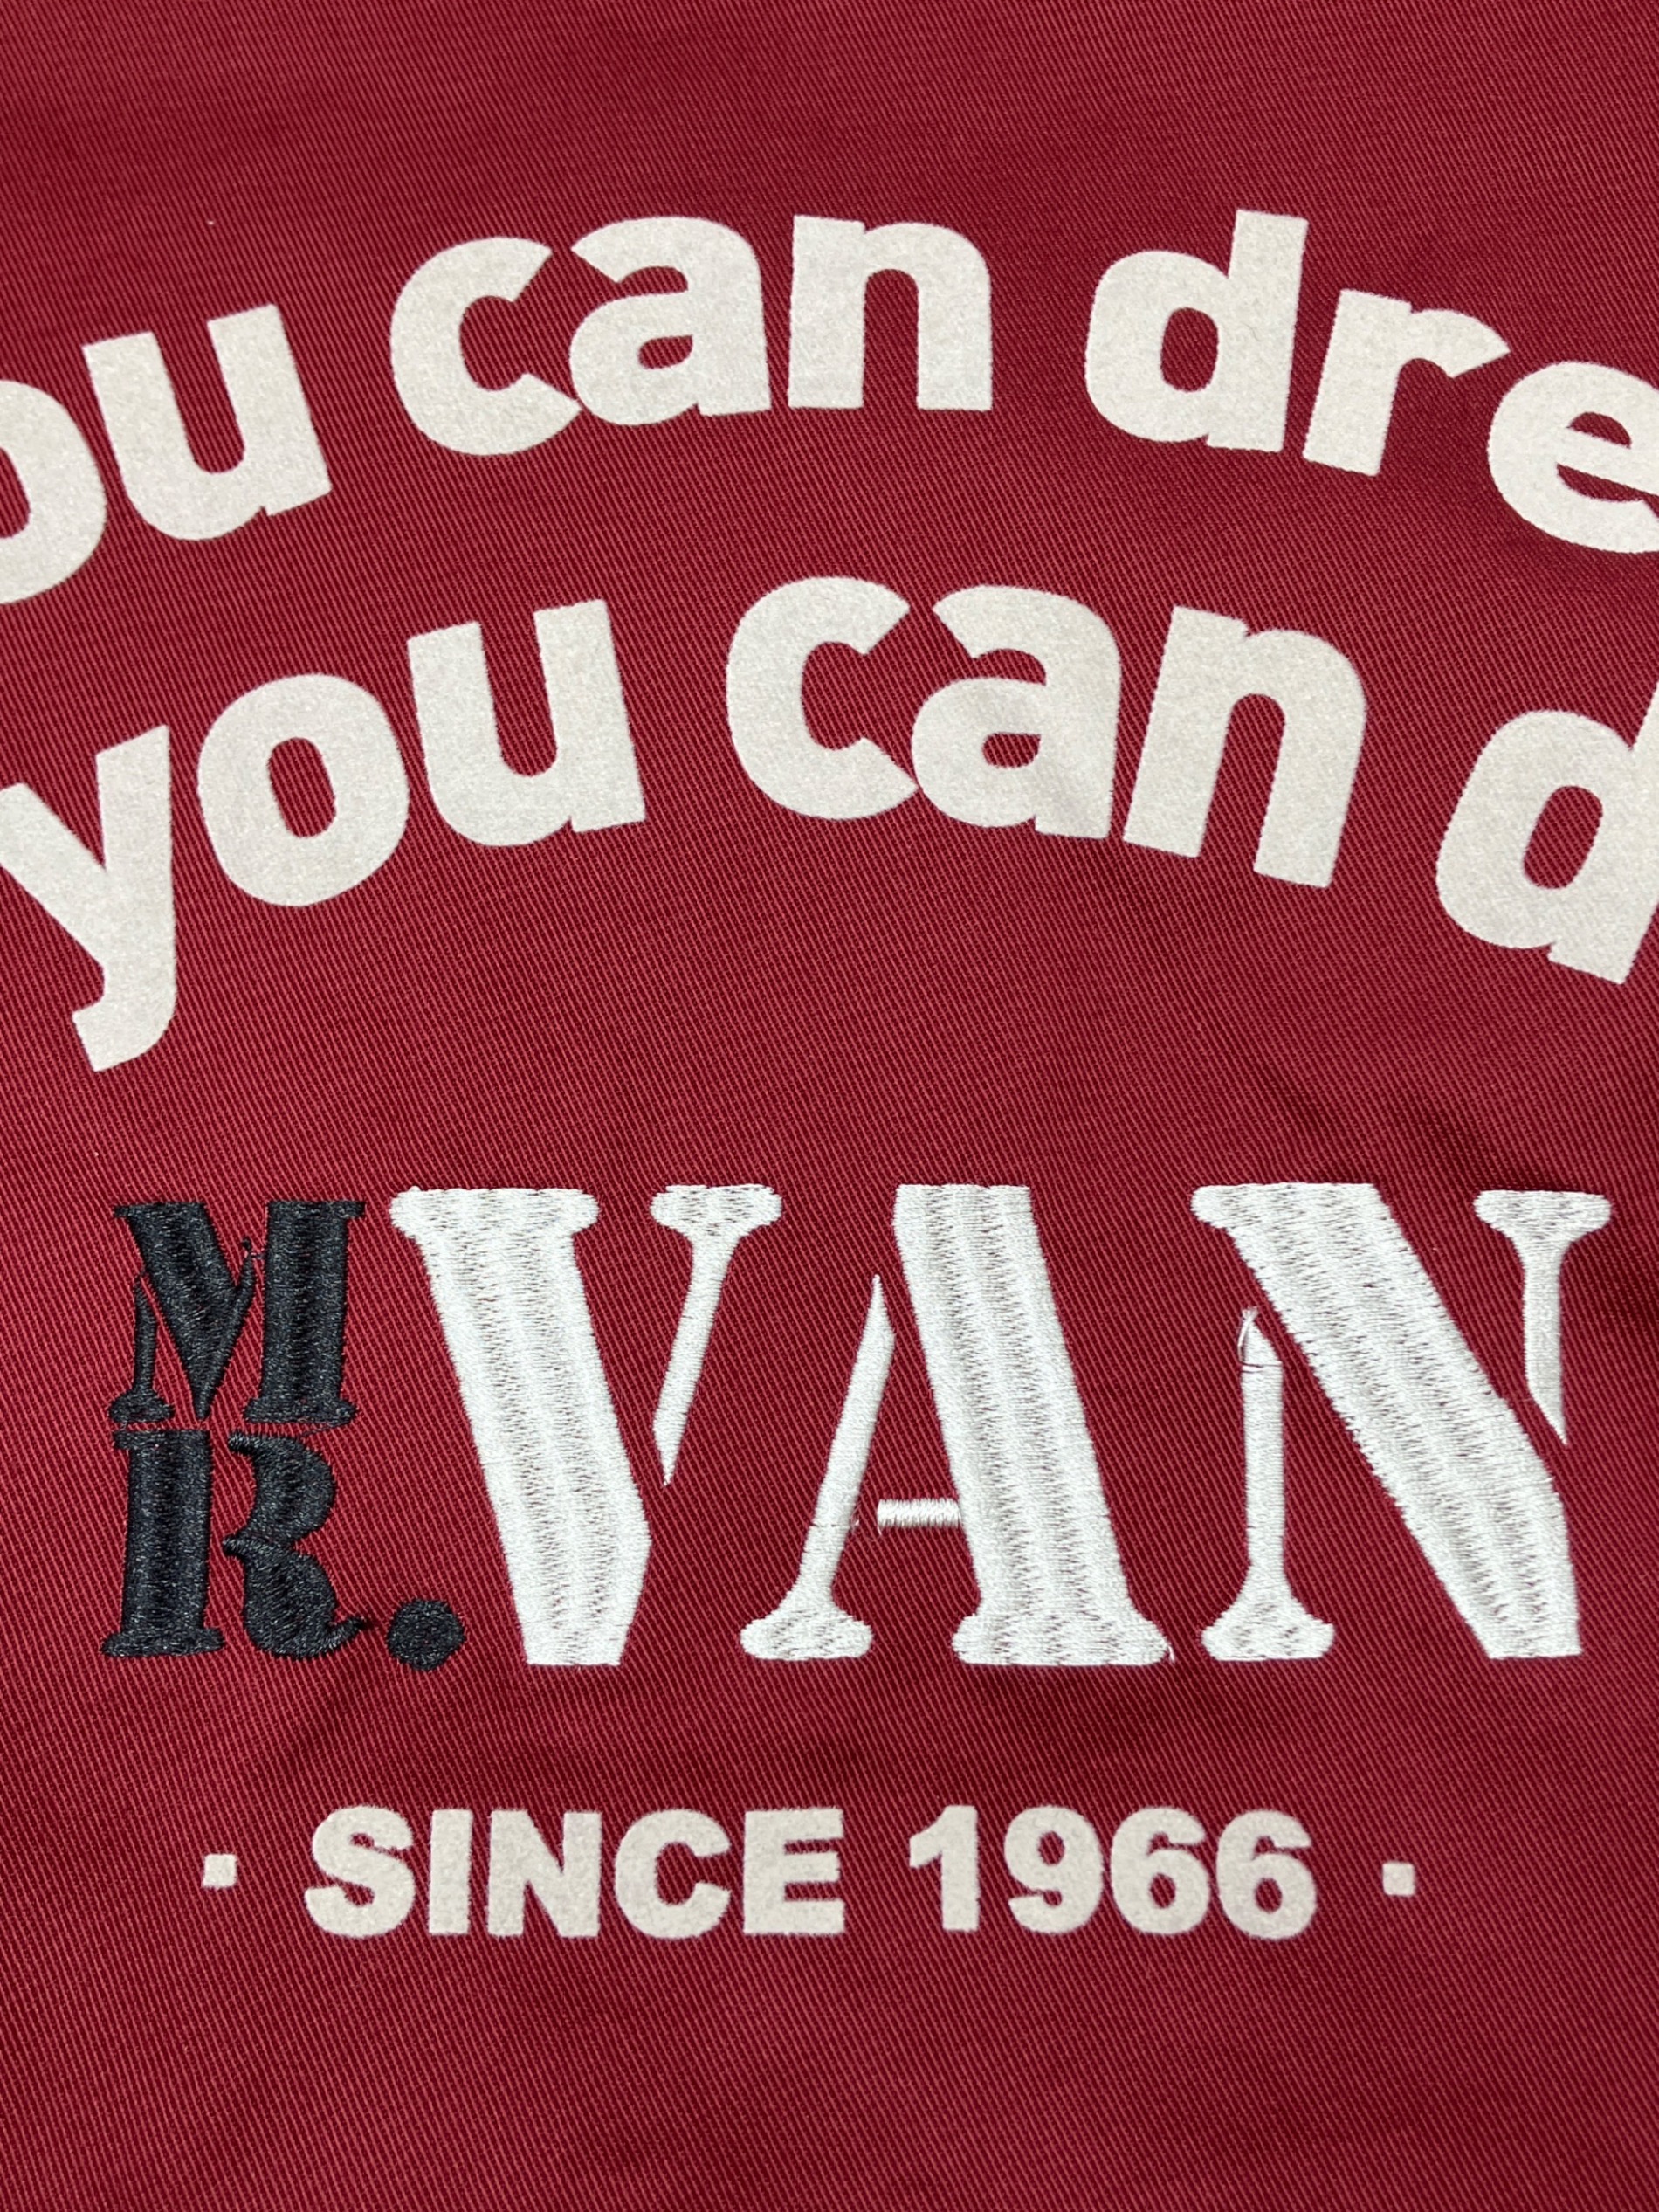 ou can dre
you can d
MR. VAN
· SINCE 1966 ·